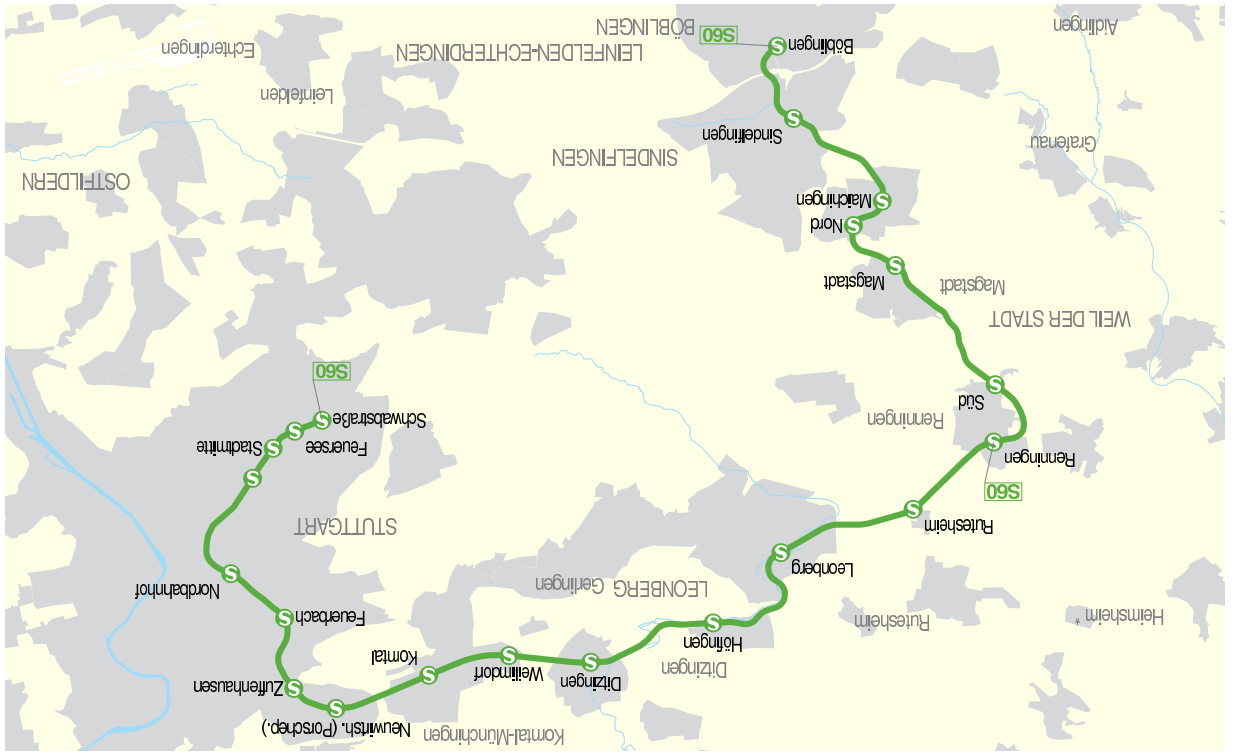 Korntal-Münchingen
Neuwirtsh. (Porschep.)
Zuffenhausen
Ditzingen
Weilimdorf
Ditzingen
Korntal
Höfingen
Heimsheim *
Rutesheim
Feuerbach
LEONBERG
Gerlingen
Nordbahnhof
Leonberg
Rutesheim
STUTTGART
S60
Renningen
Feuersee
Stadtmitte
Schwabstraße
Renningen
Süd
S60
WEIL DER STADT
Magstadt
Magstadt
Nord
Maichingen
OSTFILDERN
SINDELFINGEN
Grafenau
Sindelfingen
Leinfelden
LEINFELDEN-ECHTERDINGEN
Echterdingen
Böblingen
S60
BÖBLINGEN
Aidlingen